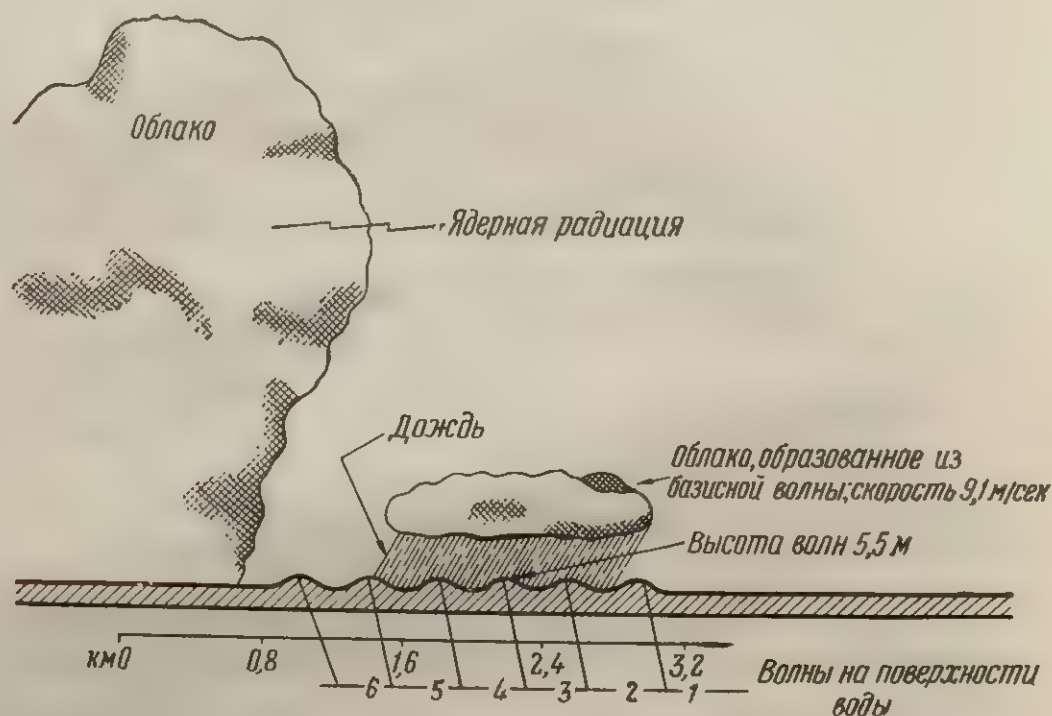 Облако
Ядерная радиация
Дождь
Облако, образованное из
базисной волны; скорость 9,1 м/сек
Высота волн 5,5 м
км 0 0,8 1,6 2,4 3,2
6 5 4 3 2 1
Волны на поверхности
воды